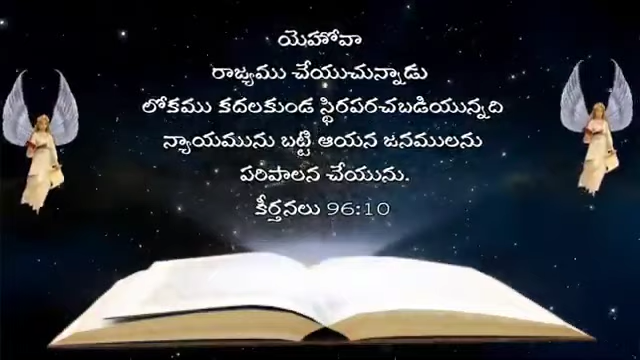 యెహోవా
రాజ్యము చేయుచున్నాడు
లోకము కదలకుండ స్థిరపరచబడియున్నది
న్యాయమును బట్టి ఆయన జనములను
పరిపాలన చేయును.
కీర్తనలు 96:10